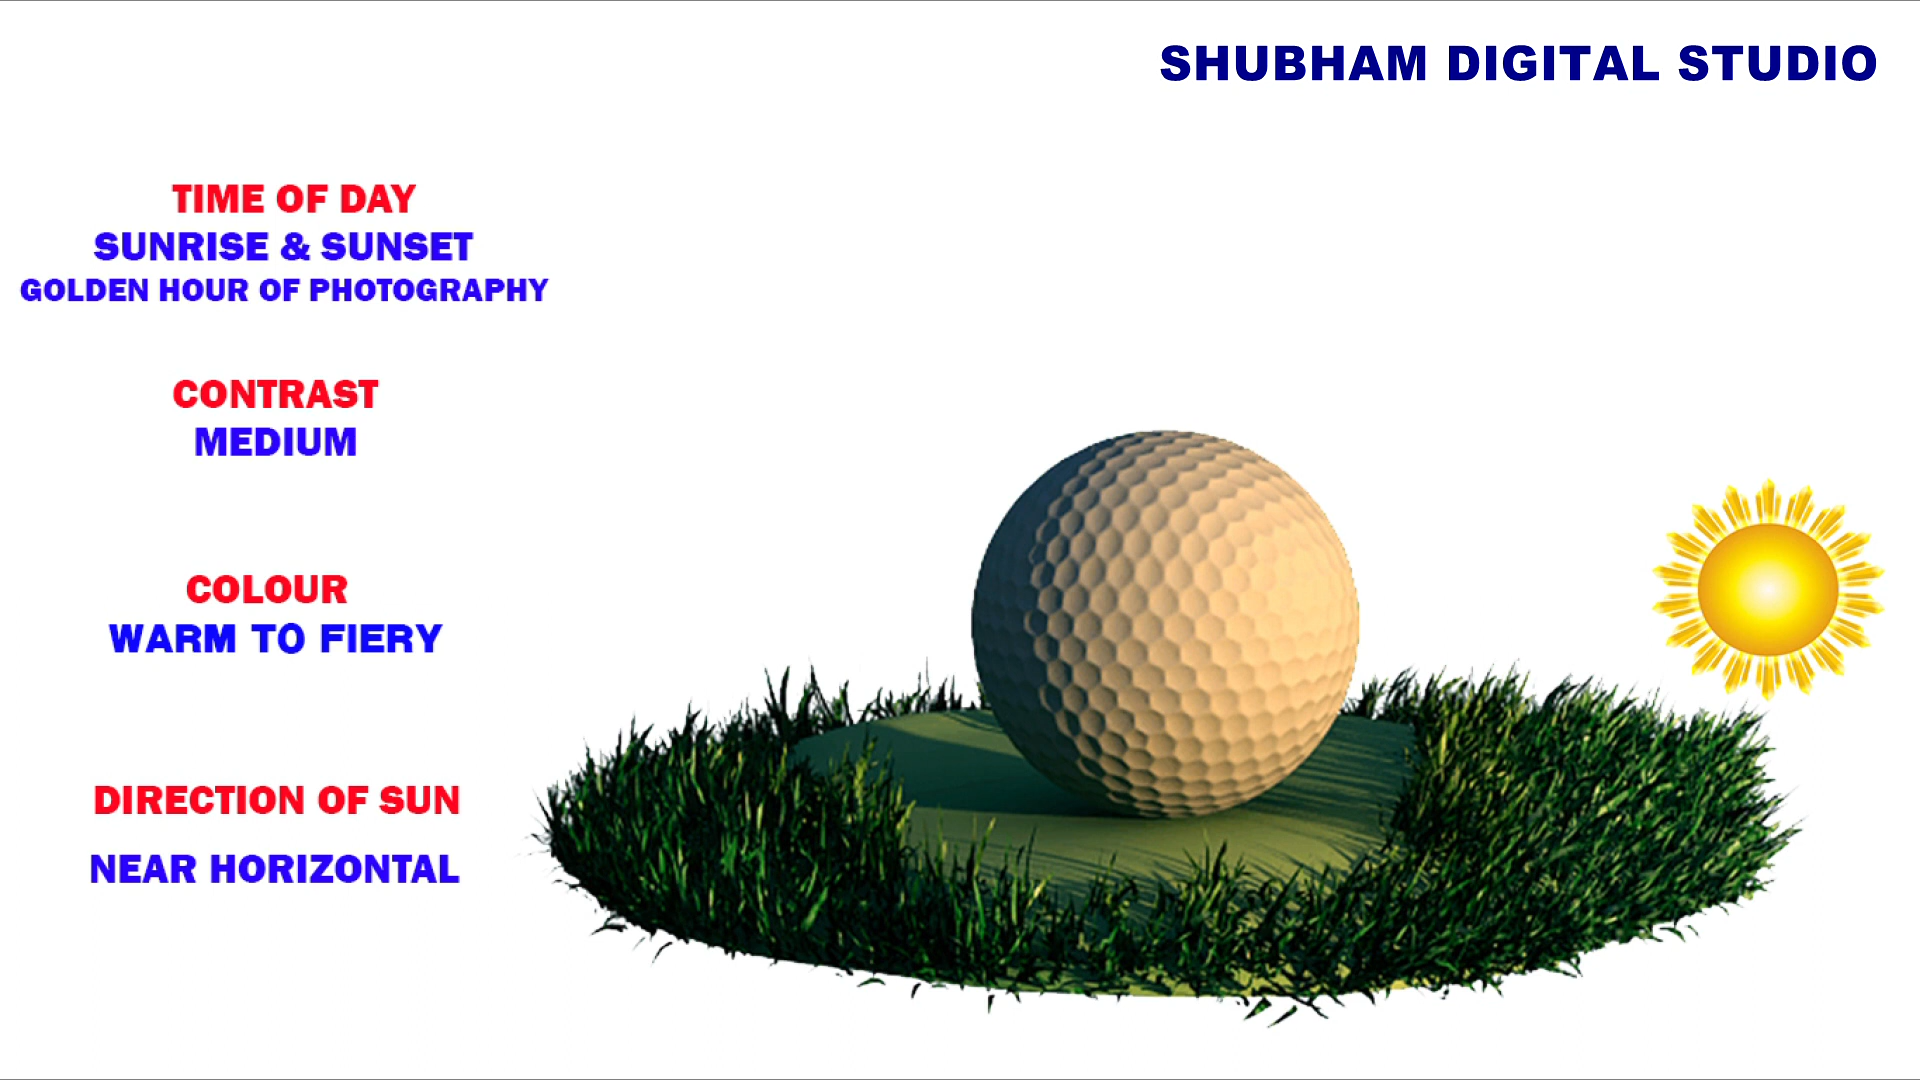 SHUBHAM DIGITAL STUDIO
TIME OF DAY
SUNRISE & SUNSET
GOLDEN HOUR OF PHOTOGRAPHY
CONTRAST
MEDIUM
COLOUR
WARM TO FIERY
DIRECTION OF SUN
NEAR HORIZONTAL